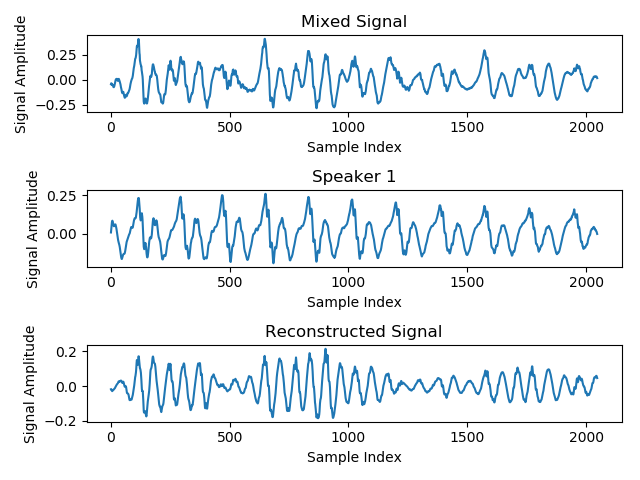 Mixed Signal
Signal Amplitude
0.25
0.00
−0.25
0 500 1000 1500 2000
Sample Index
Speaker 1
Signal Amplitude
0.25
0.00
0 500 1000 1500 2000
Sample Index
Reconstructed Signal
Signal Amplitude
0.2
0.0
−0.2
0 500 1000 1500 2000
Sample Index